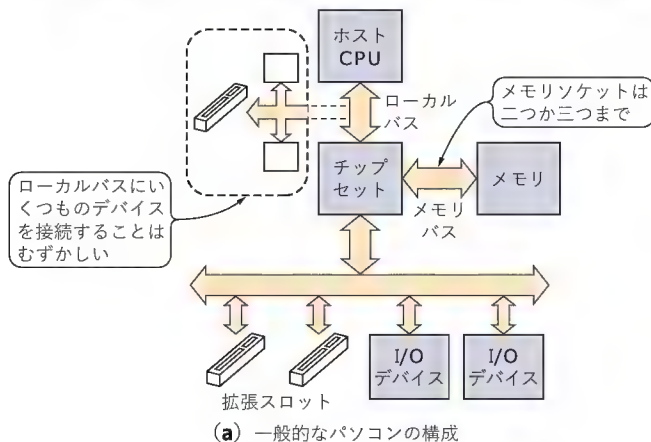 ホスト
CPU
ローカル
バス
メモリソケットは
二つか三つまで
チップ
セット
メモリ
バス
メモリ
ローカルバスにい
くつものデバイス
を接続することは
むずかしい
I/O
デバイス
I/O
デバイス
拡張スロット
(a) 一般的なパソコンの構成